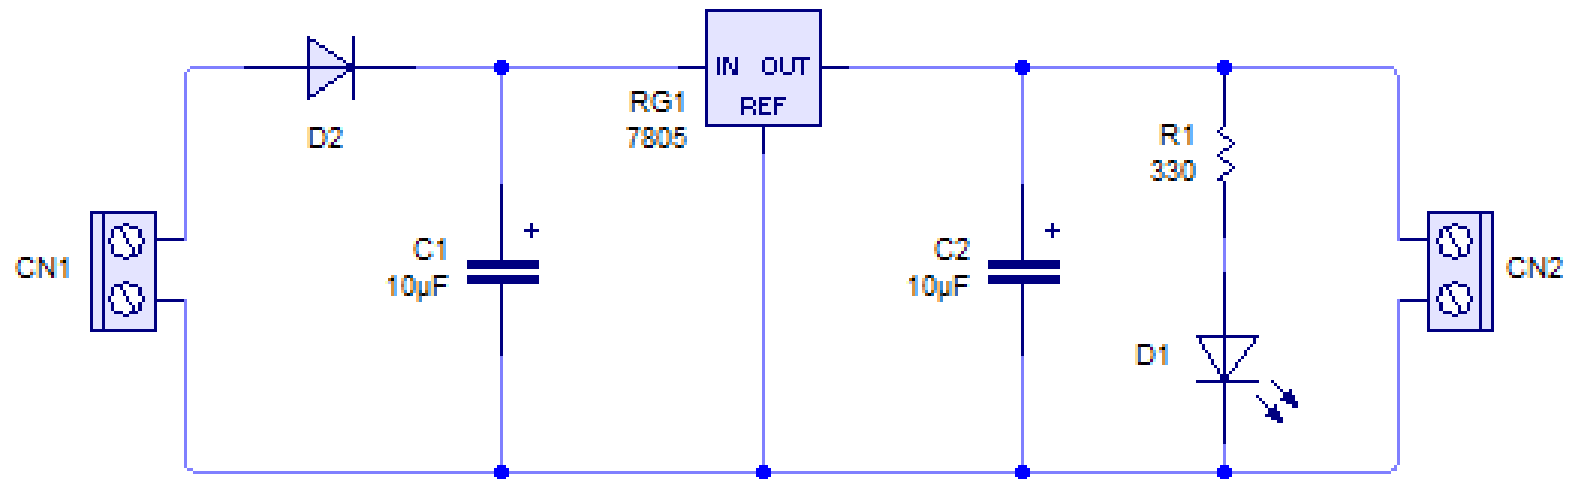 D2
RG1
7805
IN OUT
REF
R1
330
CN1
C1
10µF
+
C2
10µF
+
D1
CN2